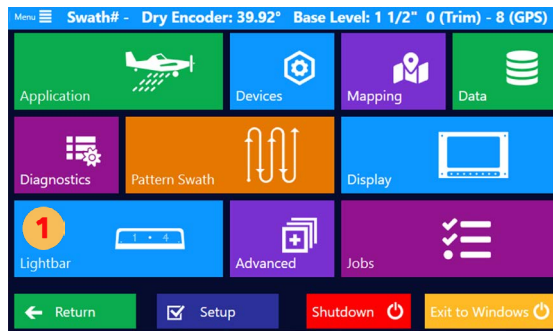 Menu Swath# - Dry Encoder: 39.92° Base Level: 1 1/2" 0 (Trim) - 8 (GPS)
Application
Devices
Mapping
Data
Diagnostics
Pattern Swath
Display
1
1 • 4
Lightbar
Advanced
Jobs
Return
Setup
Shutdown
Exit to Windows